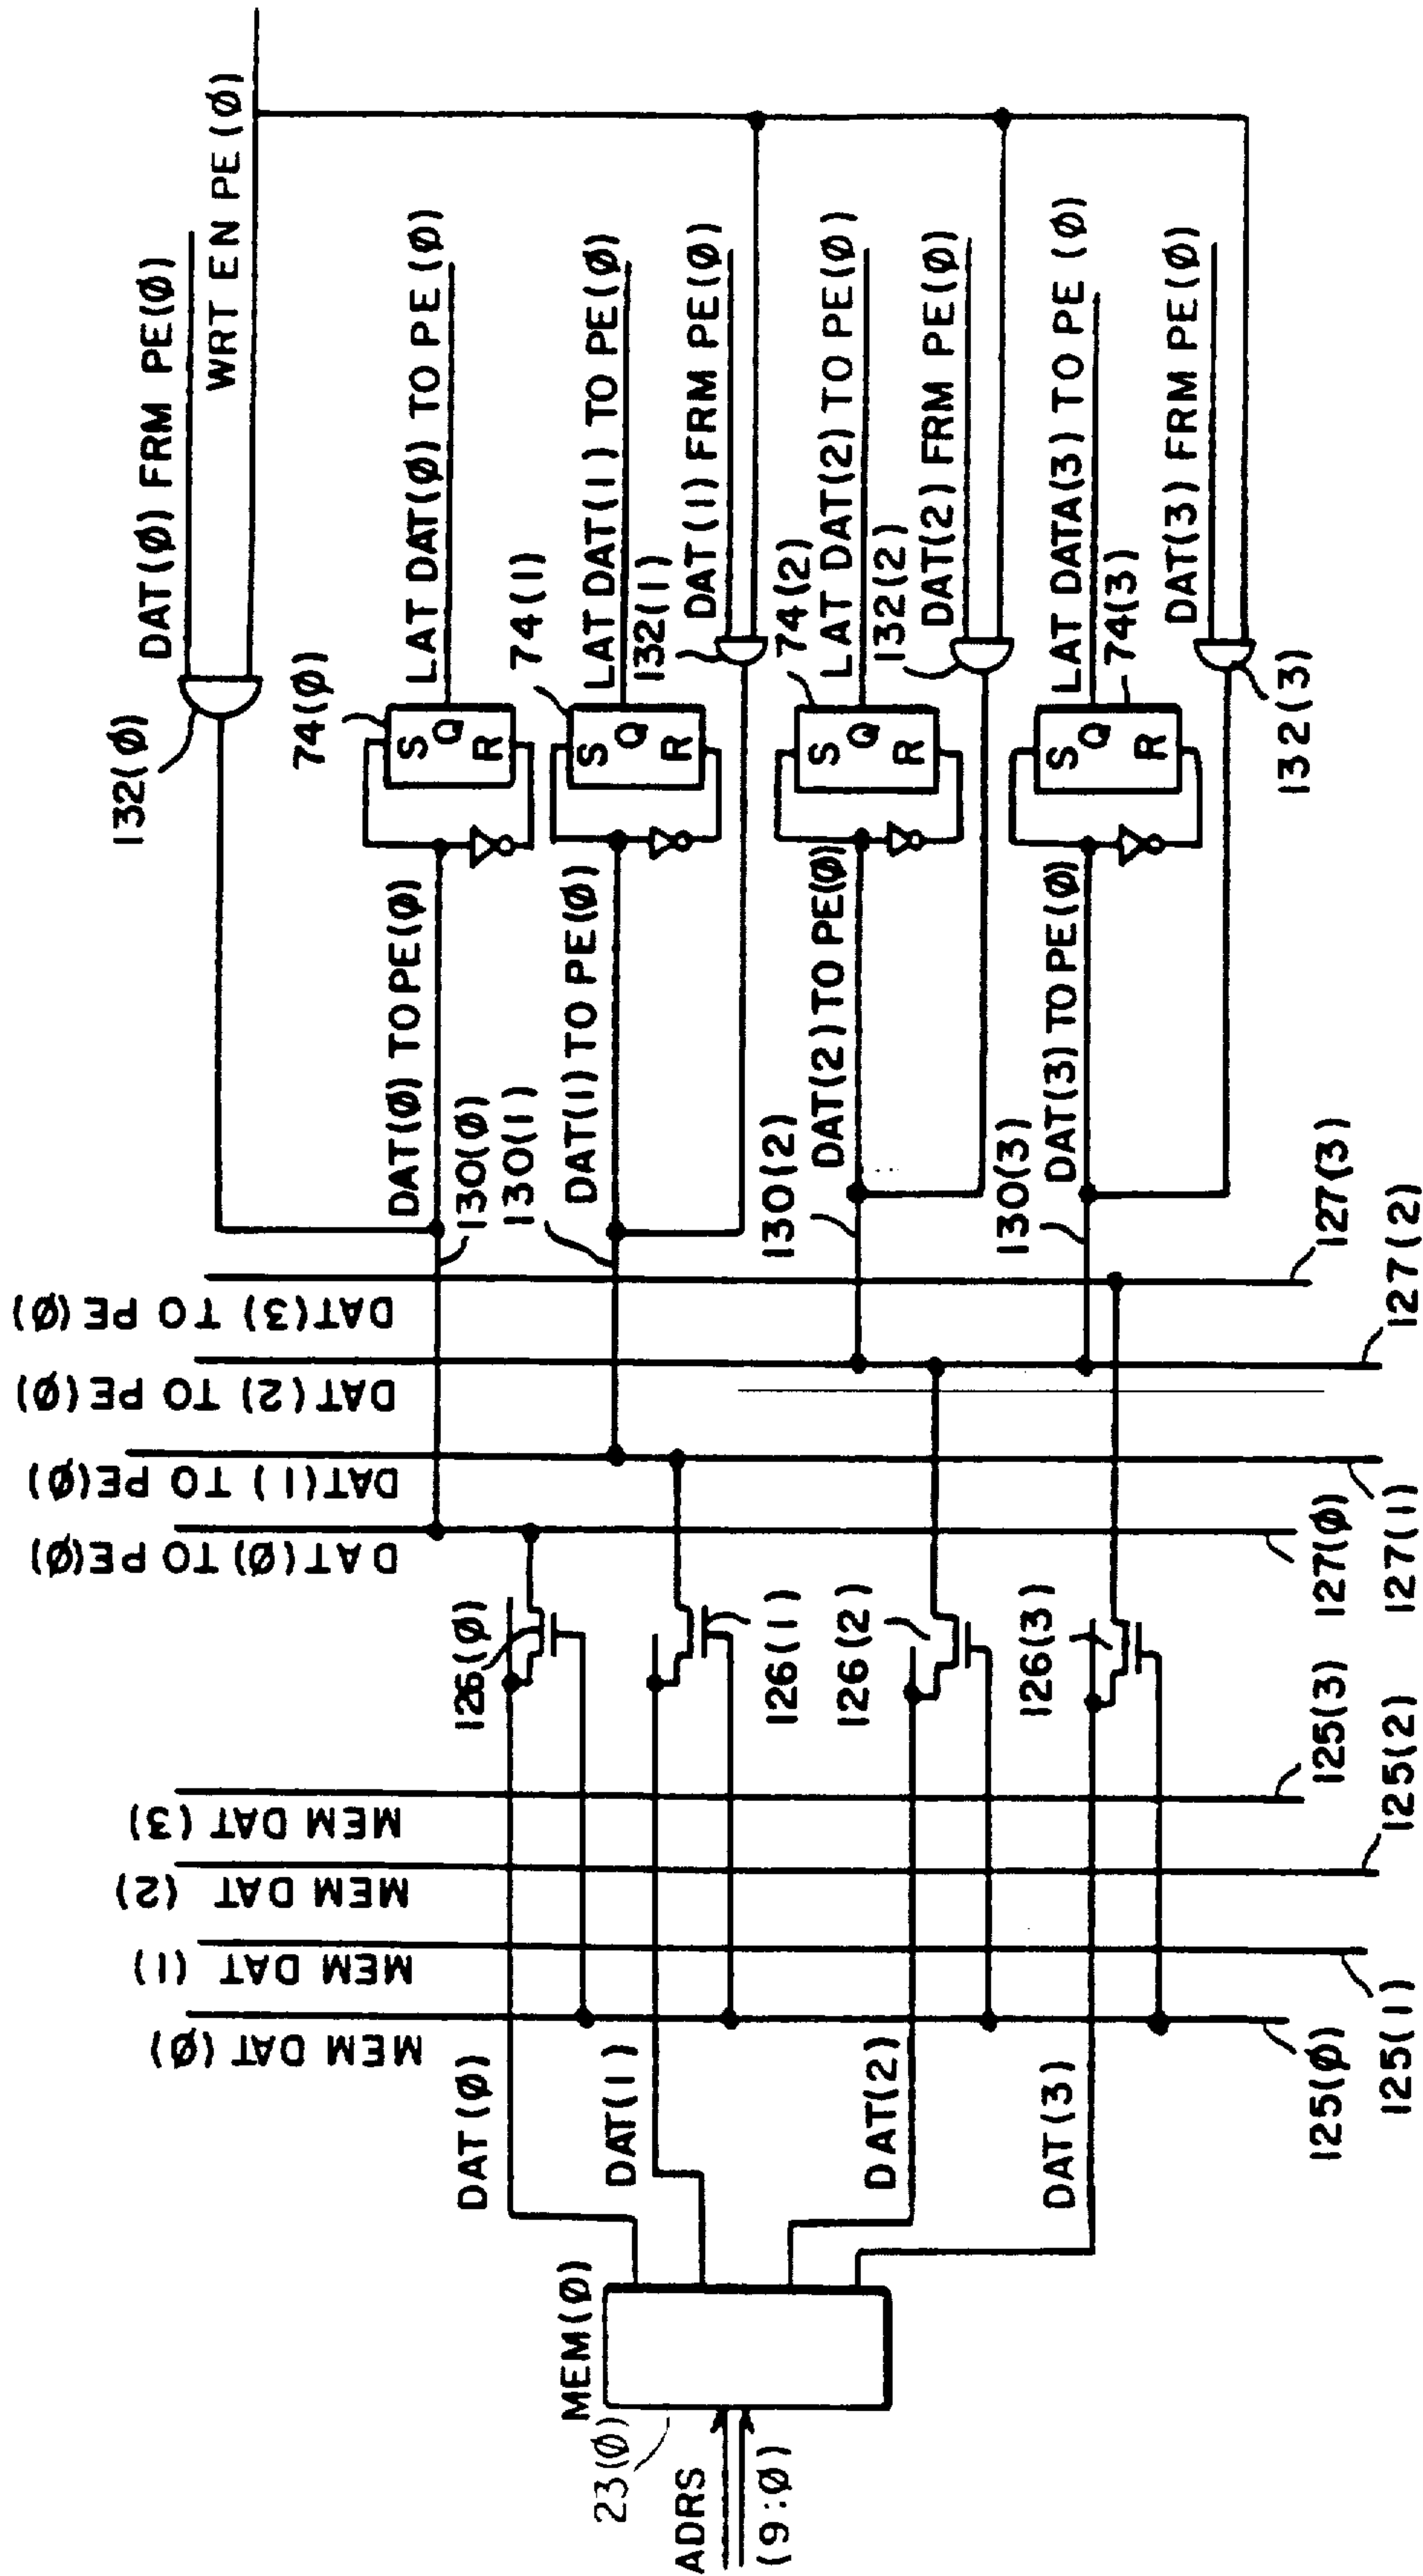 132(Ø)
DAT(Ø) FRM PE(Ø)
WRT EN PE (Ø)
74(Ø)
LAT DAT(Ø) TO PE (Ø)
S
Q
R
DAT(Ø) TO PE(Ø)
130(Ø)
74(1)
LAT DAT(1) TO PE(Ø)
S
Q
R
130(1)
DAT(1) TO PE(Ø)
132(1)
DAT(1) FRM PE(Ø)
74(2)
LAT DAT(2) TO PE(Ø)
S
Q
R
130(2)
DAT(2) TO PE(Ø)
132(2)
DAT(2) FRM PE(Ø)
LAT DATA(3) TO PE (Ø)
74(3)
S
Q
R
130(3)
DAT(3) TO PE(Ø)
DAT(3) FRM PE(Ø)
132(3)
DAT(3) TO PE(Ø)
DAT(2) TO PE(Ø)
DAT(1) TO PE(Ø)
DAT(Ø) TO PE(Ø)
127(3)
127(2)
127(1)
127(Ø)
126(Ø)
126(1)
126(2)
126(3)
MEM DAT (3)
MEM DAT (2)
MEM DAT (1)
MEM DAT (Ø)
125(3)
125(2)
125(1)
125(Ø)
DAT(Ø)
DAT(1)
DAT(2)
DAT(3)
MEM(Ø)
23(Ø)
ADRS
(9:Ø)